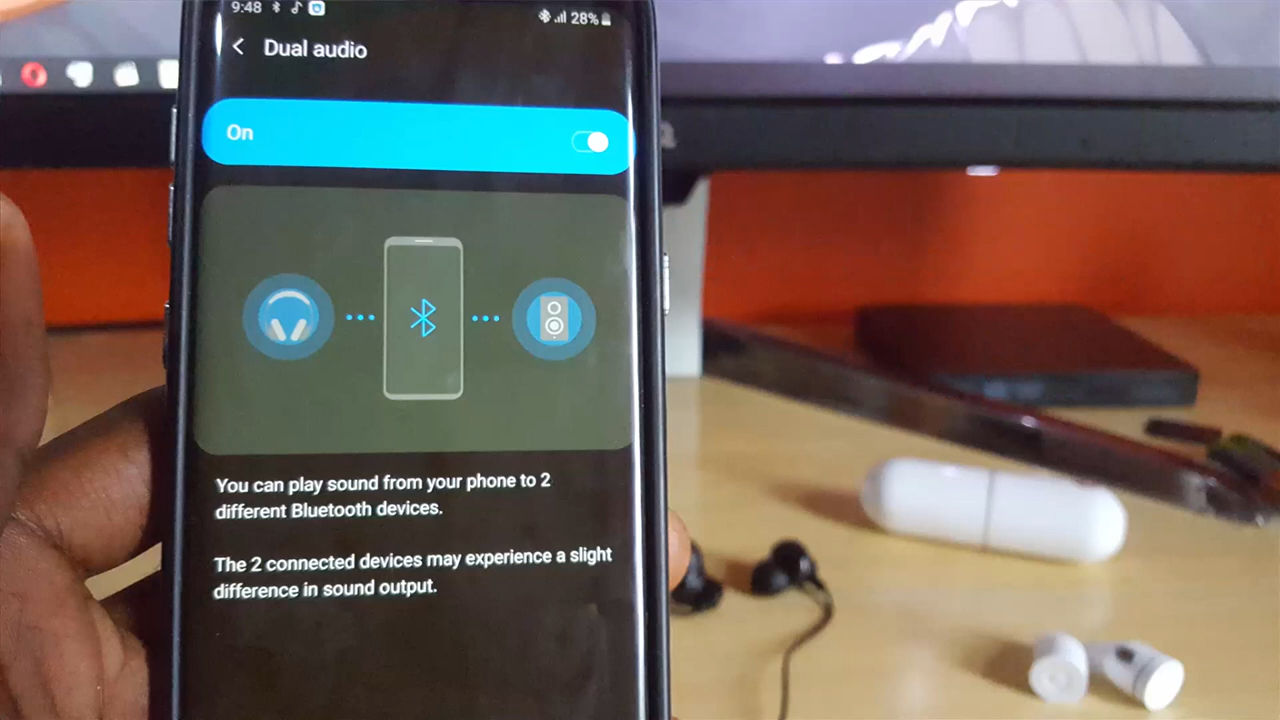 9:48 28%
Dual audio
On
You can play sound from your phone to 2
different Bluetooth devices.
The 2 connected devices may experience a slight
difference in sound output.